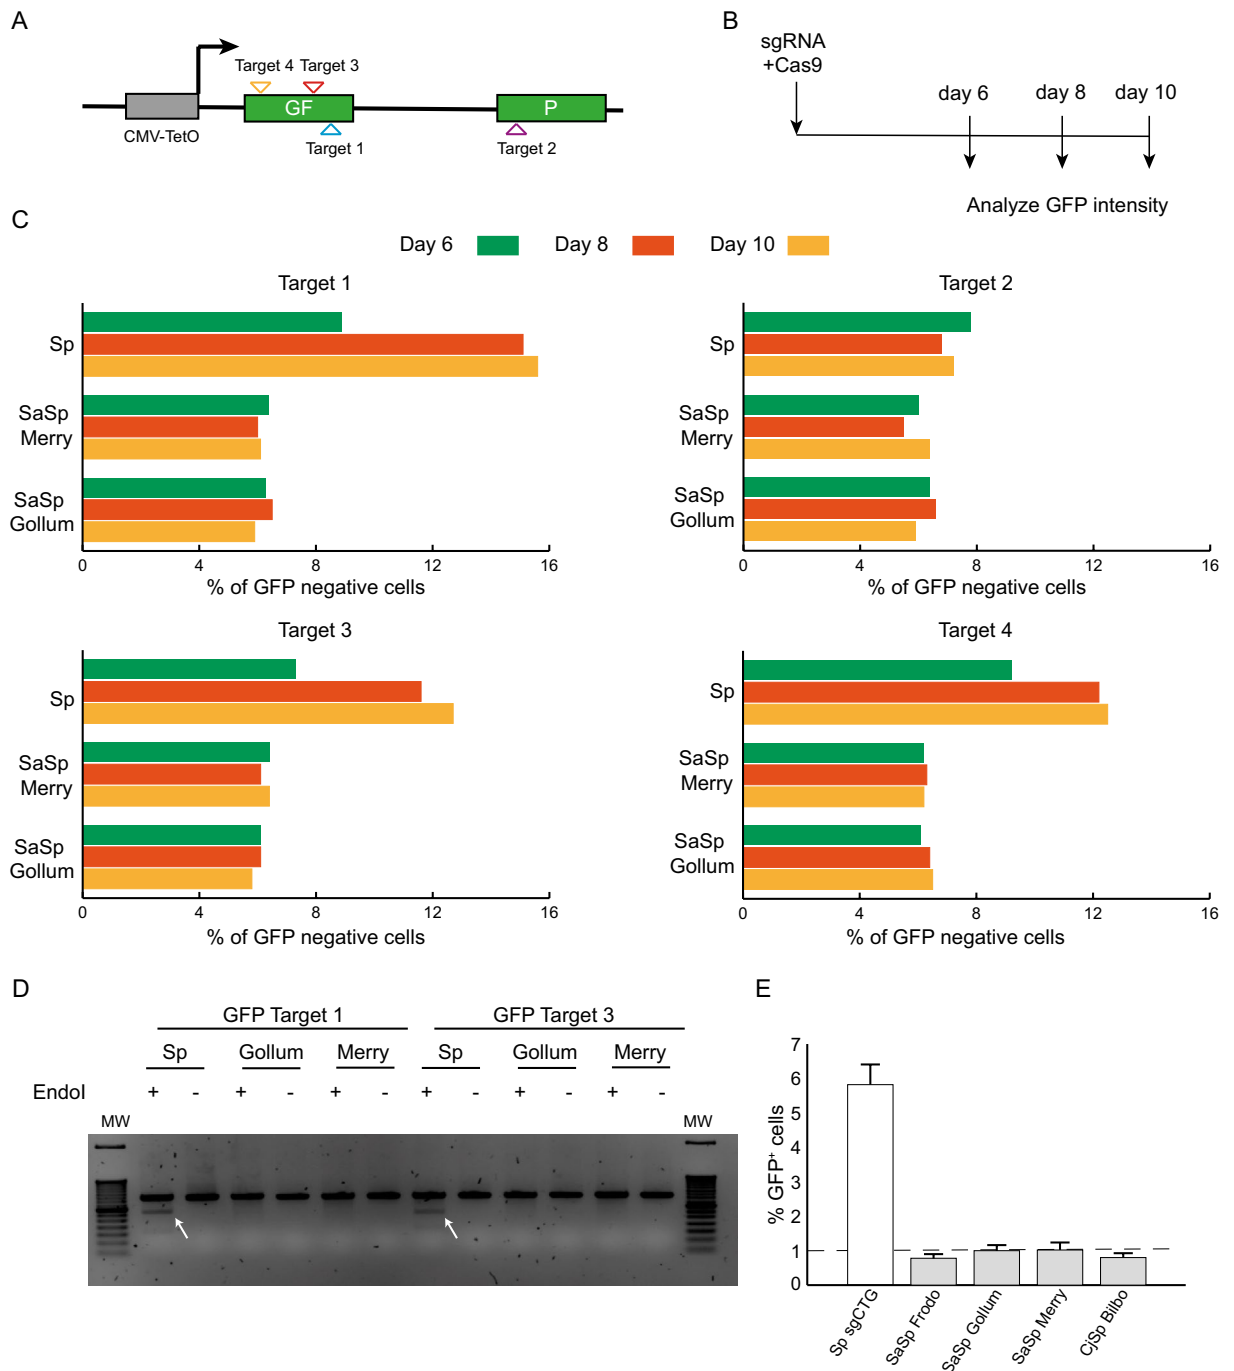 A
B
sgRNA
+Cas9
Target 4 Target 3
GF
P
CMV-TetO
Target 1
Target 2
day 6
day 8
day 10
Analyze GFP intensity
C
Day 6
Day 8
Day 10
Target 1
Sp
SaSp
Merry
SaSp
Gollum
0 4 8 12 16
% of GFP negative cells
Target 2
Sp
SaSp
Merry
SaSp
Gollum
0 4 8 12 16
% of GFP negative cells
Target 3
Sp
SaSp
Merry
SaSp
Gollum
0 4 8 12 16
% of GFP negative cells
Target 4
Sp
SaSp
Merry
SaSp
Gollum
0 4 8 12 16
% of GFP negative cells
D
GFP Target 1
GFP Target 3
Sp Gollum Merry Sp Gollum Merry
EndoI + - + - + - + - + - + -
MW
MW
E
% GFP+ cells
7
6
5
4
3
2
1
0
Sp sgCTG
SaSp Frodo
SaSp Gollum
SaSp Merry
CjSp Bilbo